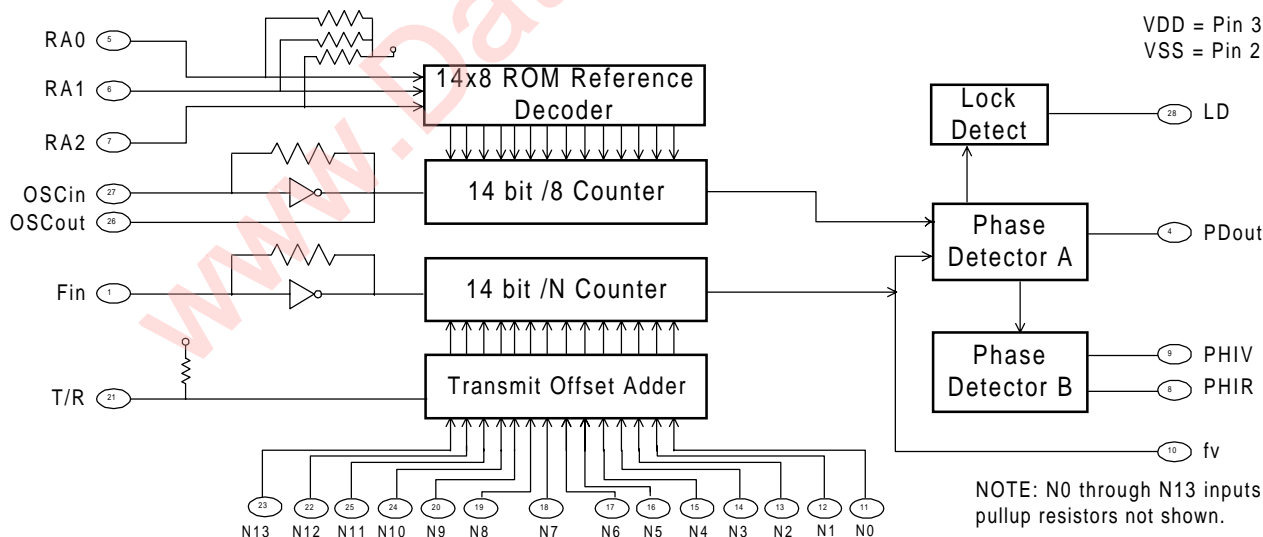 RA0 5
RA1 6
RA2 7
OSCin 27
OSCout 26
Fin 1
T/R 21
14x8 ROM Reference
Decoder
14 bit /8 Counter
14 bit /N Counter
Transmit Offset Adder
VDD = Pin 3
VSS = Pin 2
Lock
Detect
28 LD
Phase
Detector A
4 PDout
Phase
Detector B
9 PHIV
8 PHIR
10 fv
23 22 25 24 20 19 18 17 16 15 14 13 12 11
N13 N12 N11 N10 N9 N8 N7 N6 N5 N4 N3 N2 N1 N0
NOTE: N0 through N13 inputs
pullup resistors not shown.
www.Da